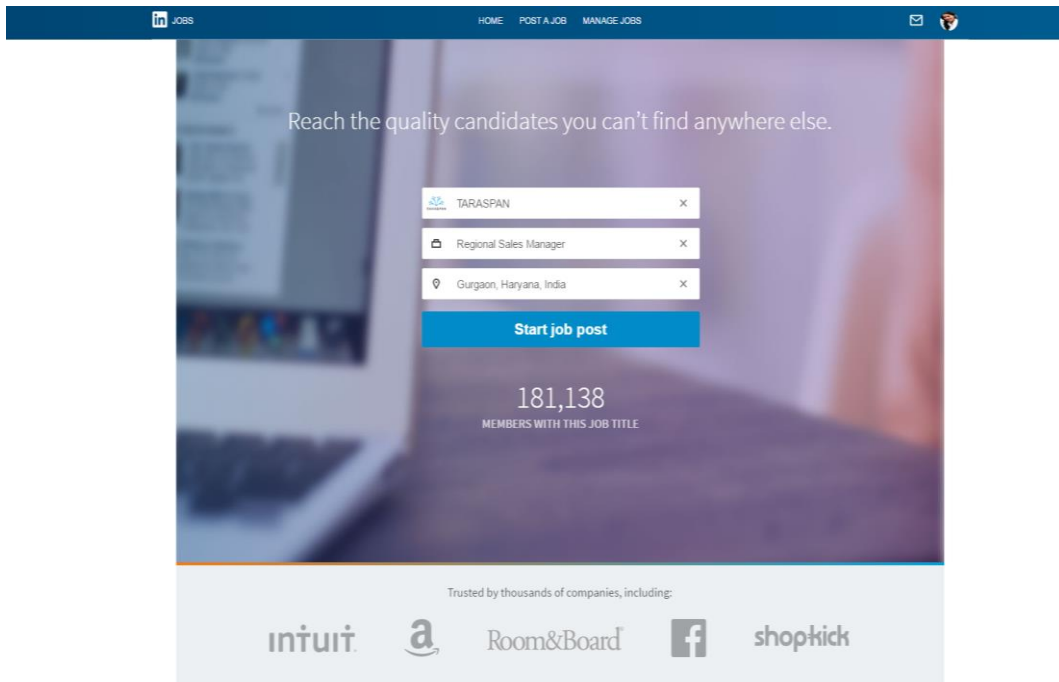 in JOBS
HOME POST A JOB MANAGE JOBS
Reach the quality candidates you can't find anywhere else.
TARASPAN
Regional Sales Manager
Gurgaon, Haryana, India
Start job post
181,138
MEMBERS WITH THIS JOB TITLE
Trusted by thousands of companies, including:
intuit a Room&Board f shopkick